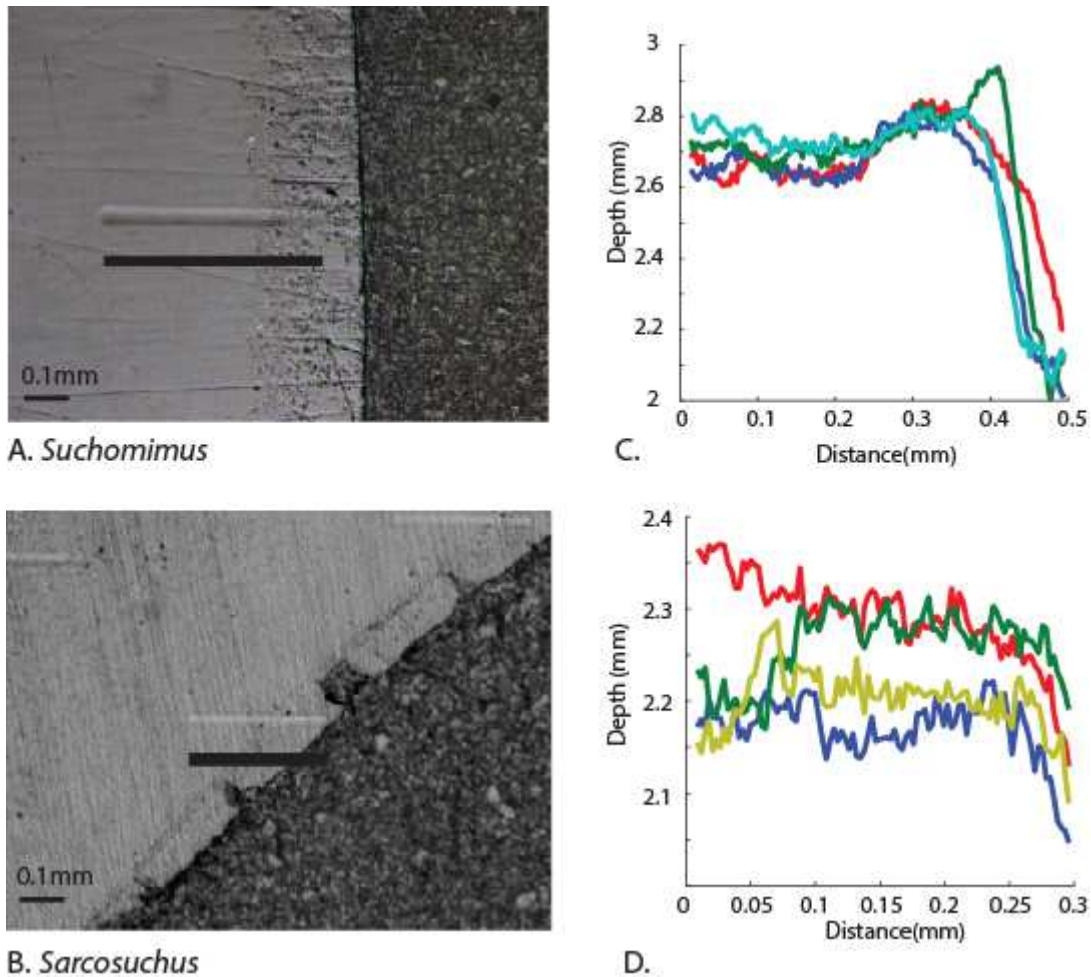 0.1mm
A. Suchomimus
3
2.8
2.6
2.4
2.2
2
Depth (mm)
0 0.1 0.2 0.3 0.4 0.5
Distance(mm)
C.
0.1mm
B. Sarcosuchus
2.4
2.3
2.2
2.1
Depth (mm)
0 0.05 0.1 0.15 0.2 0.25 0.3
Distance(mm)
D.